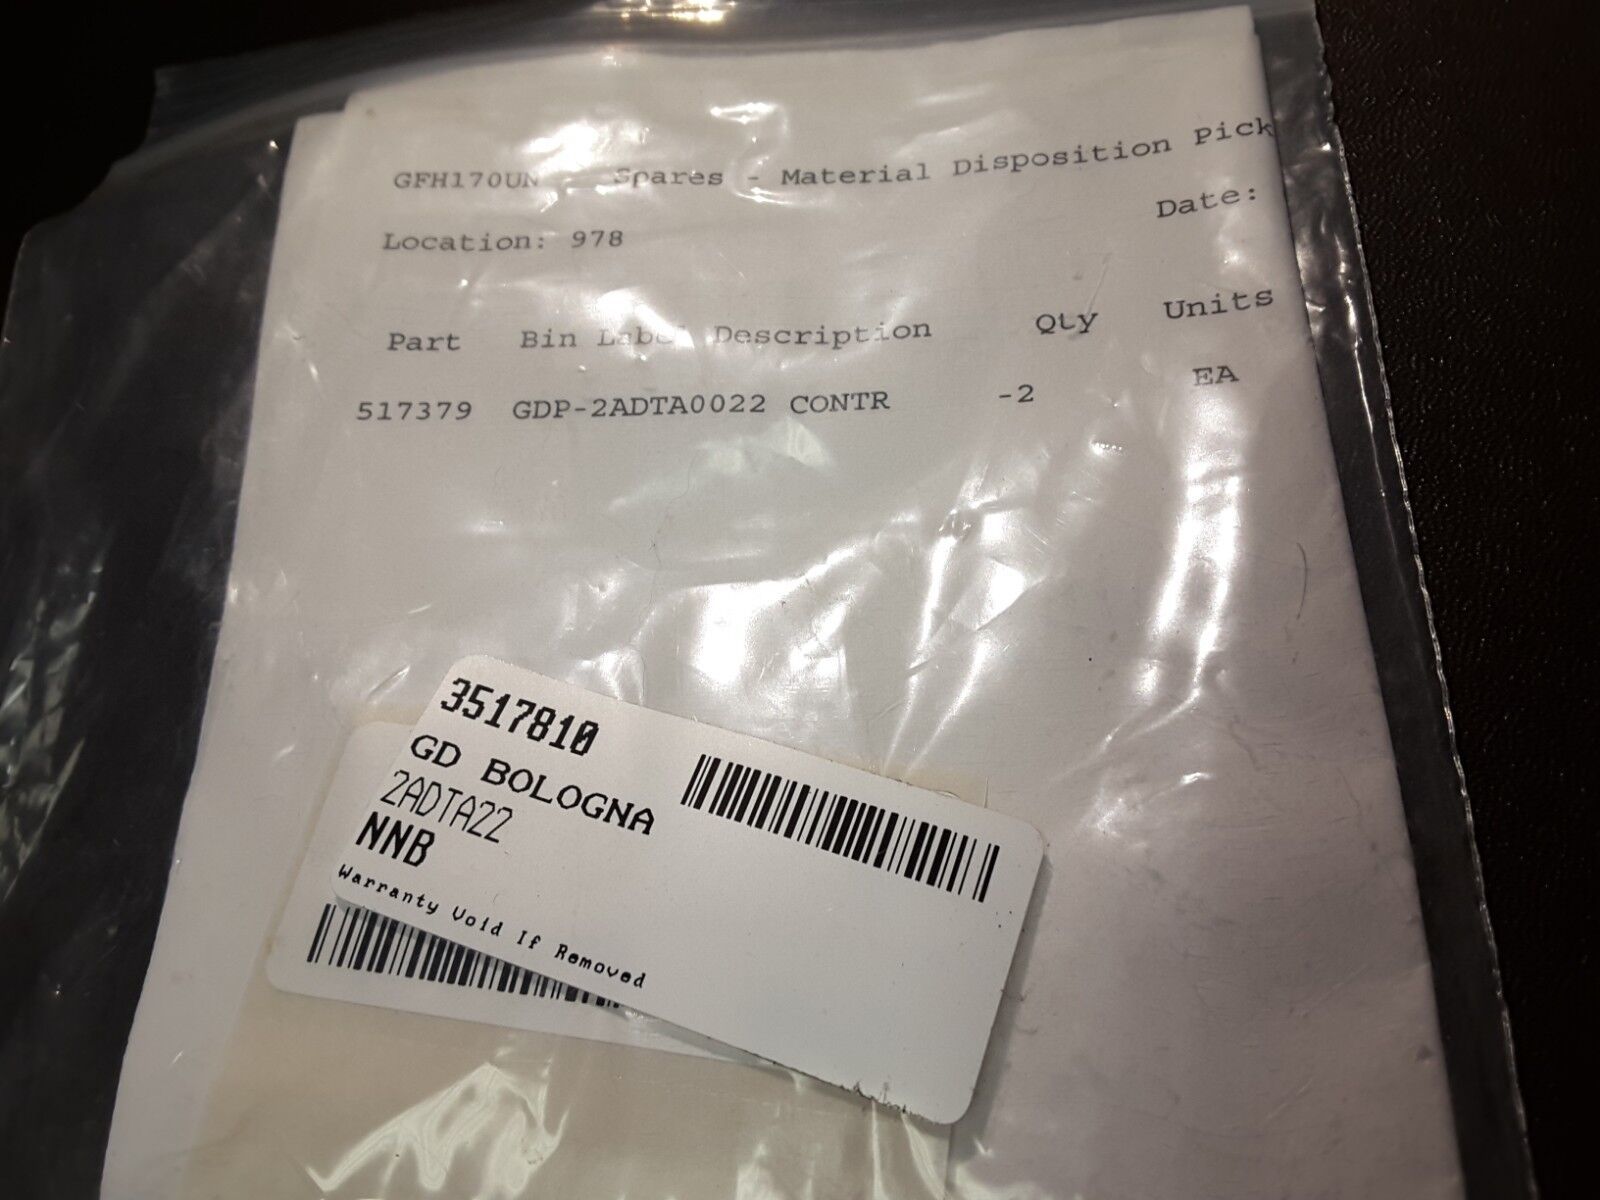 GFH170UN - Spares - Material Disposition Pick
Date:
Location: 978
Part Bin Label Description Qty Units
517379 GDP-2ADTA0022 CONTR -2 EA
3517810
GD BOLOGNA
2ADTA22
NNB
Warranty Void If Removed